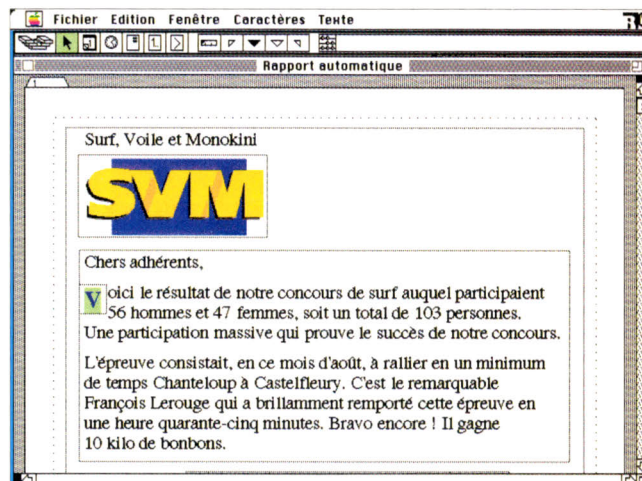 Fichier Edition Fenêtre Caractères Texte
Rapport automatique
1
Surf, Voile et Monokini
SVM
Chers adhérents,
Voici le résultat de notre concours de surf auquel participaient
56 hommes et 47 femmes, soit un total de 103 personnes.
Une participation massive qui prouve le succès de notre concours.
L'épreuve consistait, en ce mois d'août, à rallier en un minimum
de temps Chanteloup à Castelfleury. C'est le remarquable
François Lerouge qui a brillamment remporté cette épreuve en
une heure quarante-cinq minutes. Bravo encore ! Il gagne
10 kilo de bonbons.